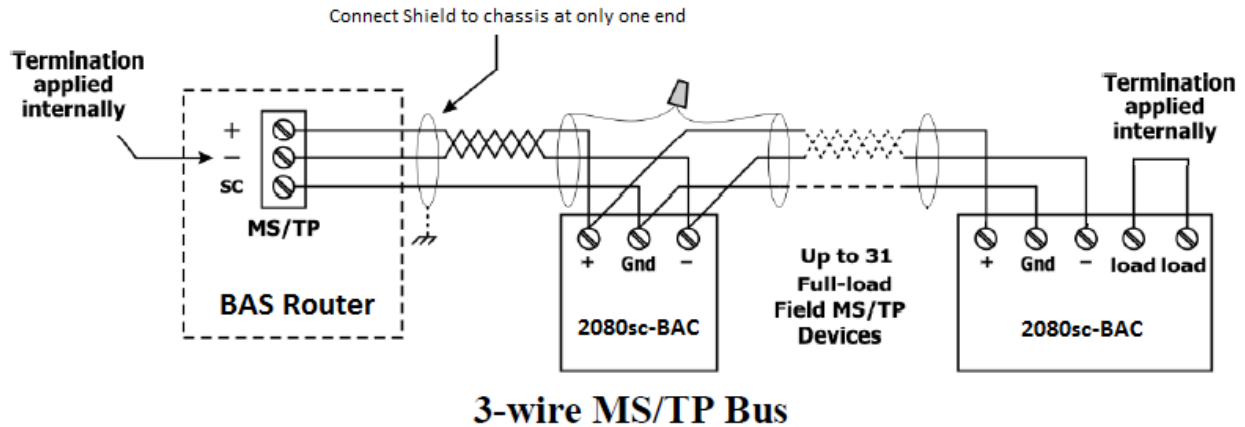 Connect Shield to chassis at only one end
Termination
applied
internally
+
−
SC
MS/TP
BAS Router
+ Gnd −
2080sc-BAC
Up to 31
Full-load
Field MS/TP
Devices
Termination
applied
internally
+ Gnd − load load
2080sc-BAC
3-wire MS/TP Bus